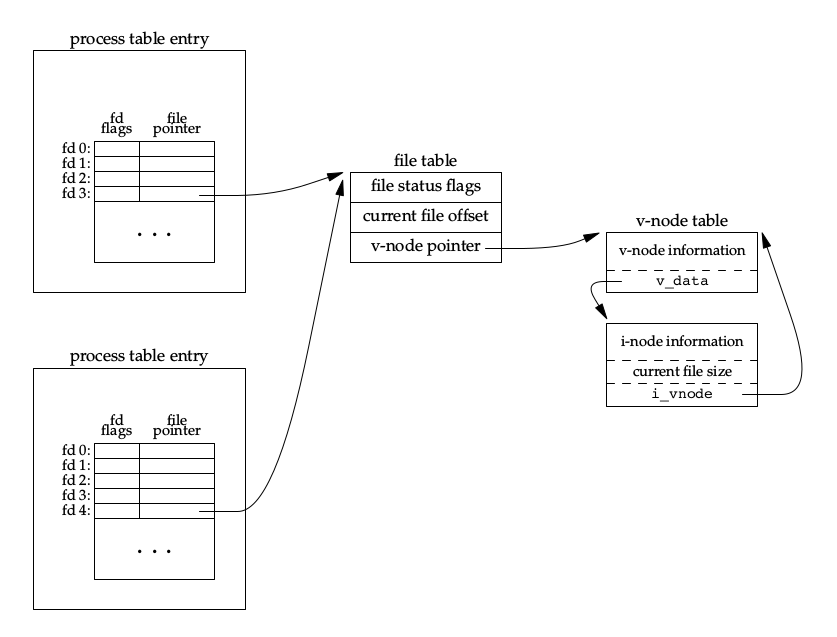 process table entry
fd
flags
file
pointer
fd 0:
fd 1:
fd 2:
fd 3:
. . .
file table
file status flags
current file offset
v-node pointer
v-node table
v-node information
v_data
i-node information
current file size
i_vnode
process table entry
fd
flags
file
pointer
fd 0:
fd 1:
fd 2:
fd 3:
fd 4:
. . .